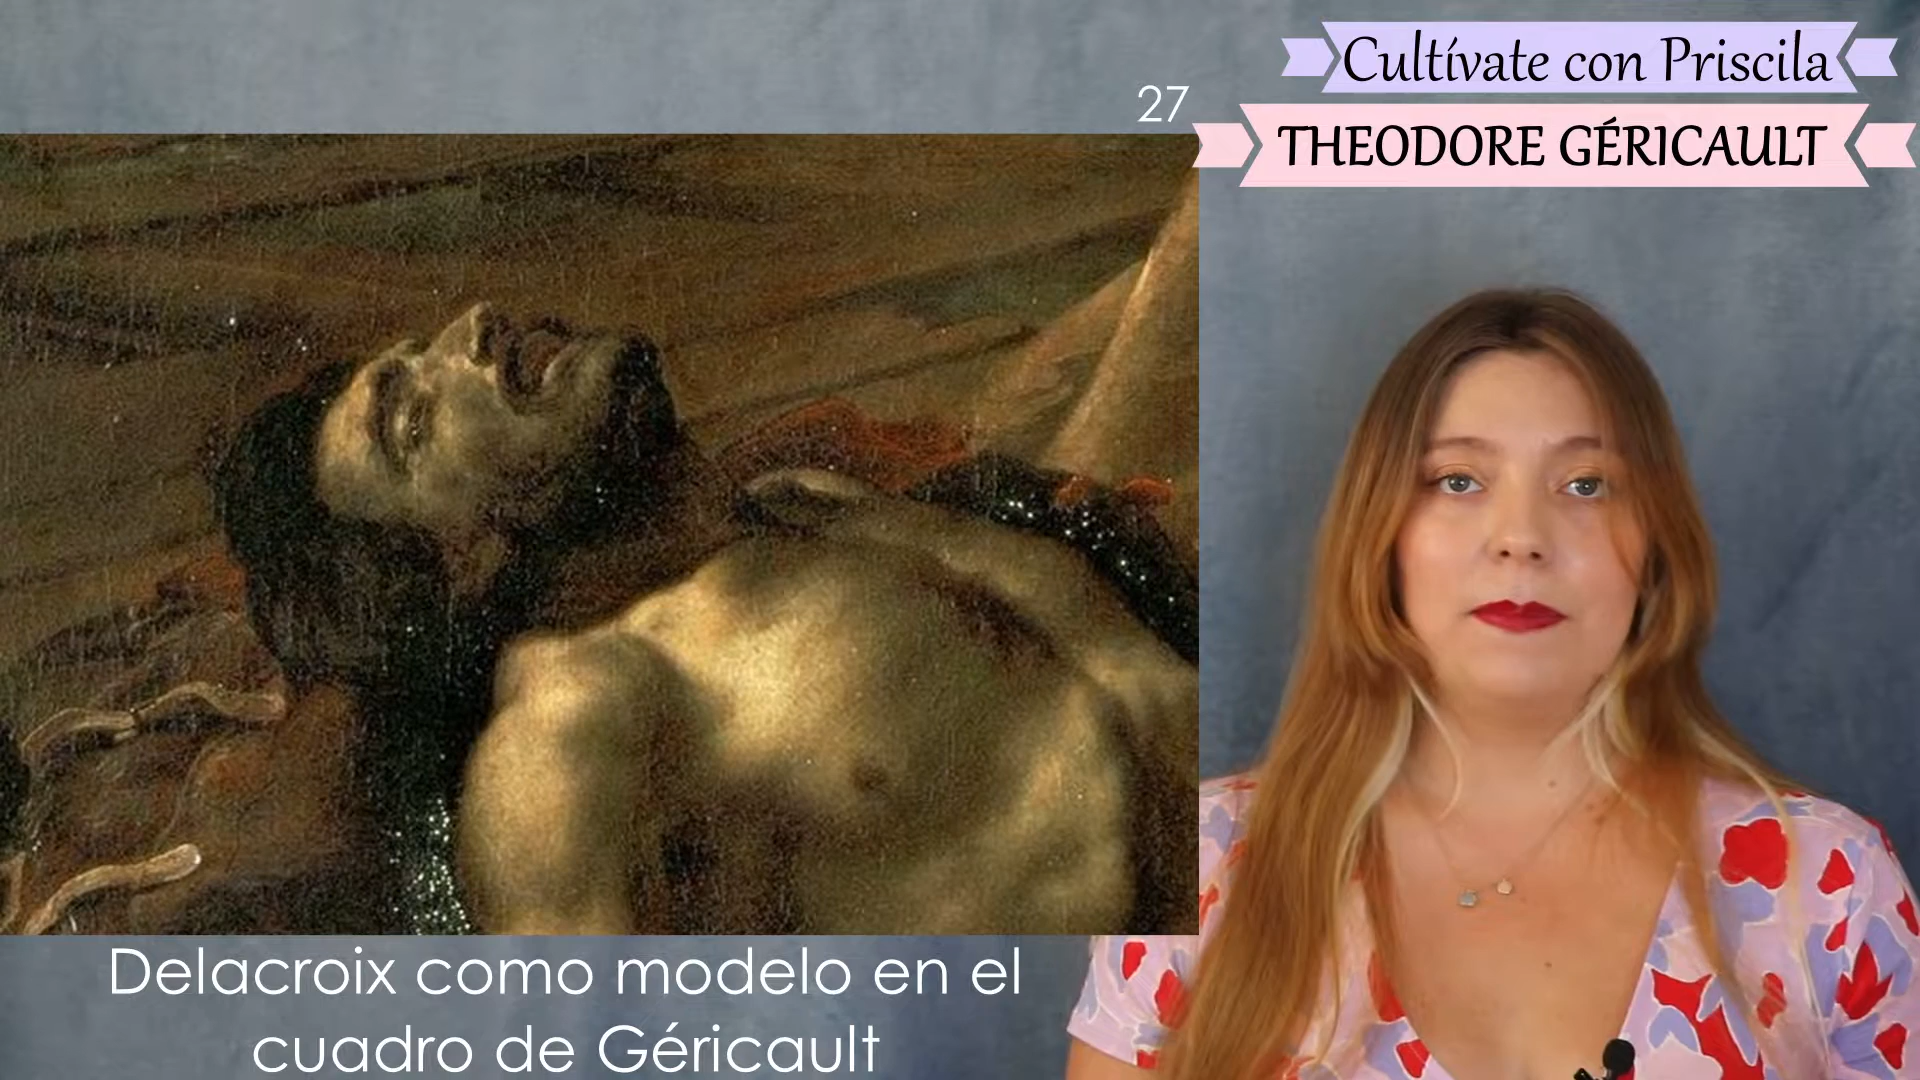 Cultívate con Priscila
27
THEODORE GÉRICAULT
Delacroix como modelo en el
cuadro de Géricault